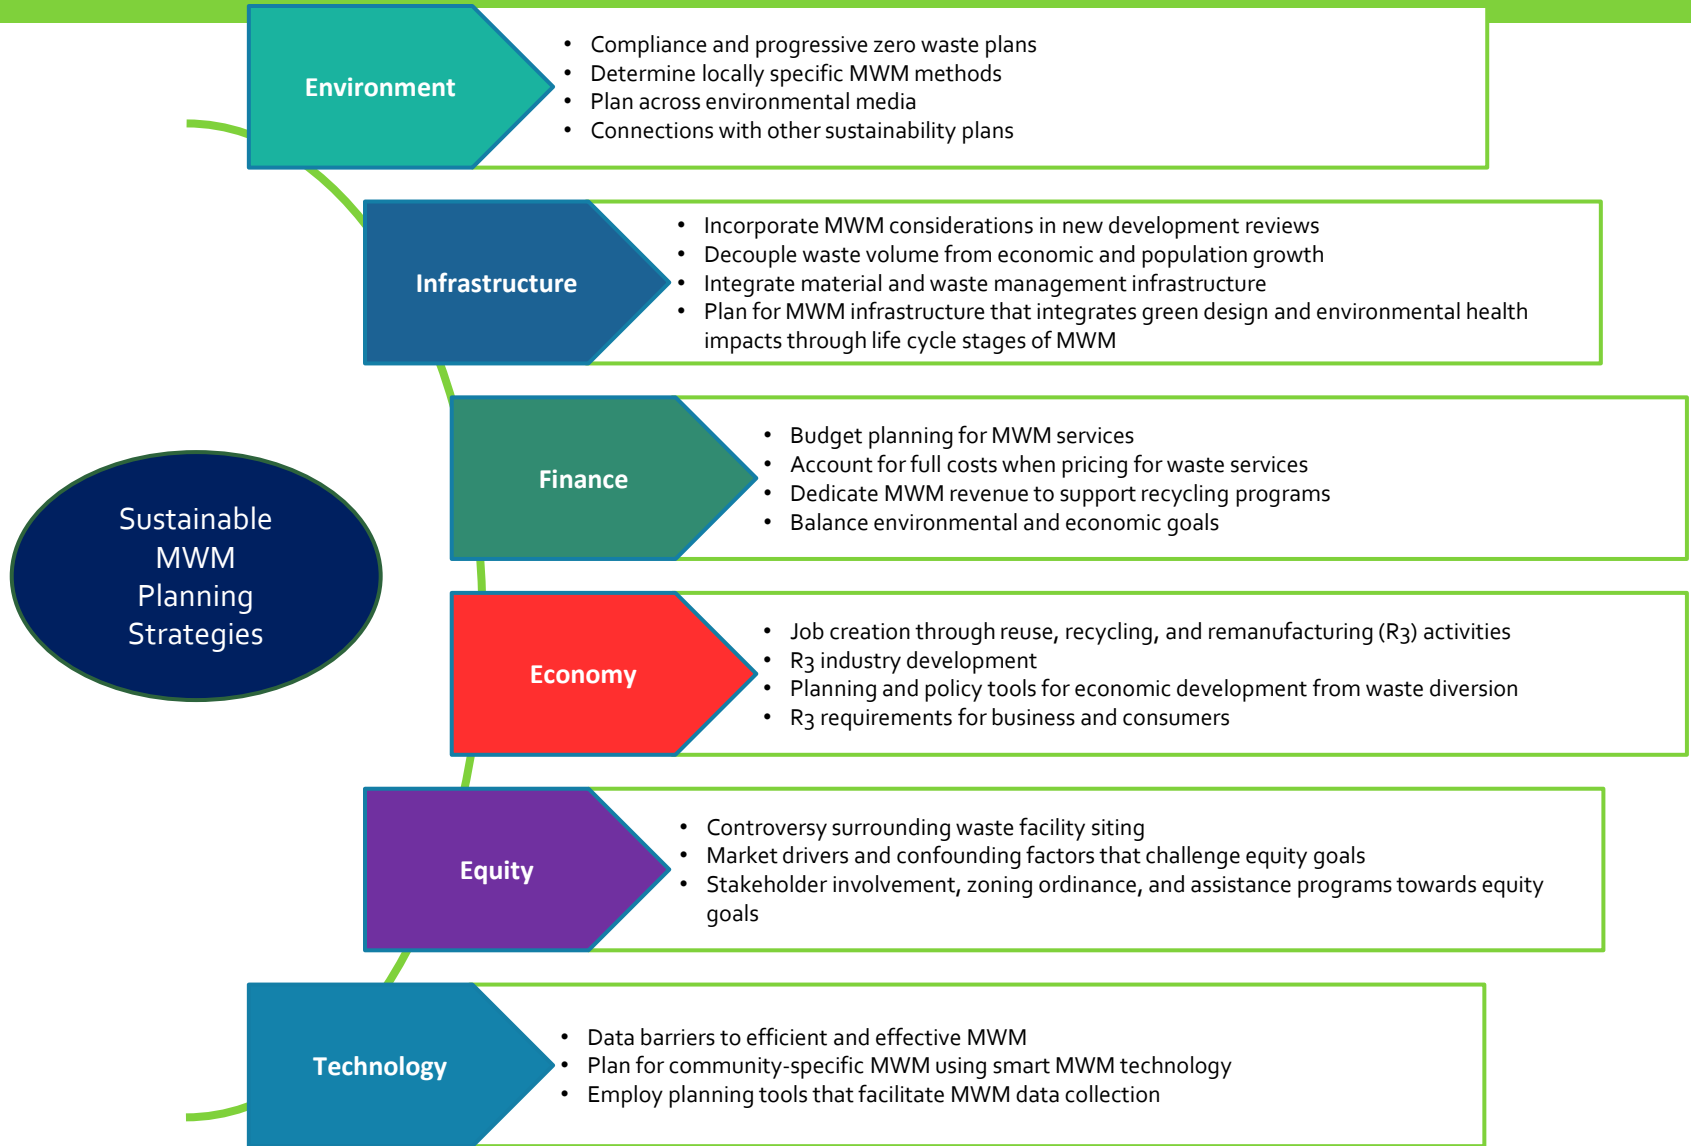 Environment
• Compliance and progressive zero waste plans
• Determine locally specific MWM methods
• Plan across environmental media
• Connections with other sustainability plans
Infrastructure
• Incorporate MWM considerations in new development reviews
• Decouple waste volume from economic and population growth
• Integrate material and waste management infrastructure
• Plan for MWM infrastructure that integrates green design and environmental health
impacts through life cycle stages of MWM
Finance
• Budget planning for MWM services
• Account for full costs when pricing for waste services
• Dedicate MWM revenue to support recycling programs
• Balance environmental and economic goals
Sustainable
MWM
Planning
Strategies
Economy
• Job creation through reuse, recycling, and remanufacturing (R3) activities
• R3 industry development
• Planning and policy tools for economic development from waste diversion
• R3 requirements for business and consumers
Equity
• Controversy surrounding waste facility siting
• Market drivers and confounding factors that challenge equity goals
• Stakeholder involvement, zoning ordinance, and assistance programs towards equity
goals
Technology
• Data barriers to efficient and effective MWM
• Plan for community-specific MWM using smart MWM technology
• Employ planning tools that facilitate MWM data collection